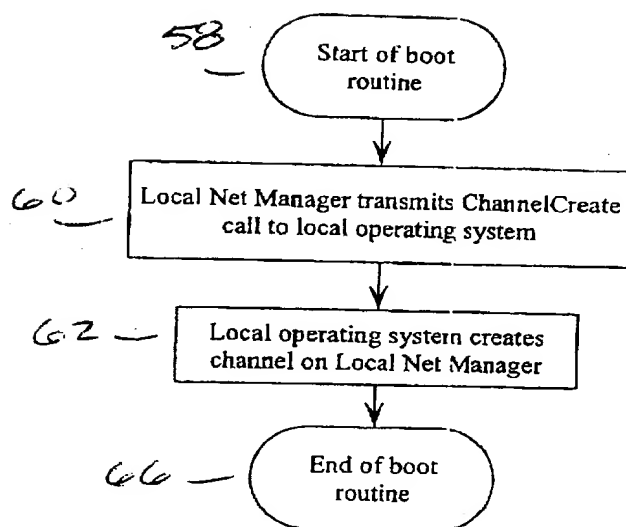 58
Start of boot
routine
60
Local Net Manager transmits ChannelCreate
call to local operating system
62
Local operating system creates
channel on Local Net Manager
66
End of boot
routine